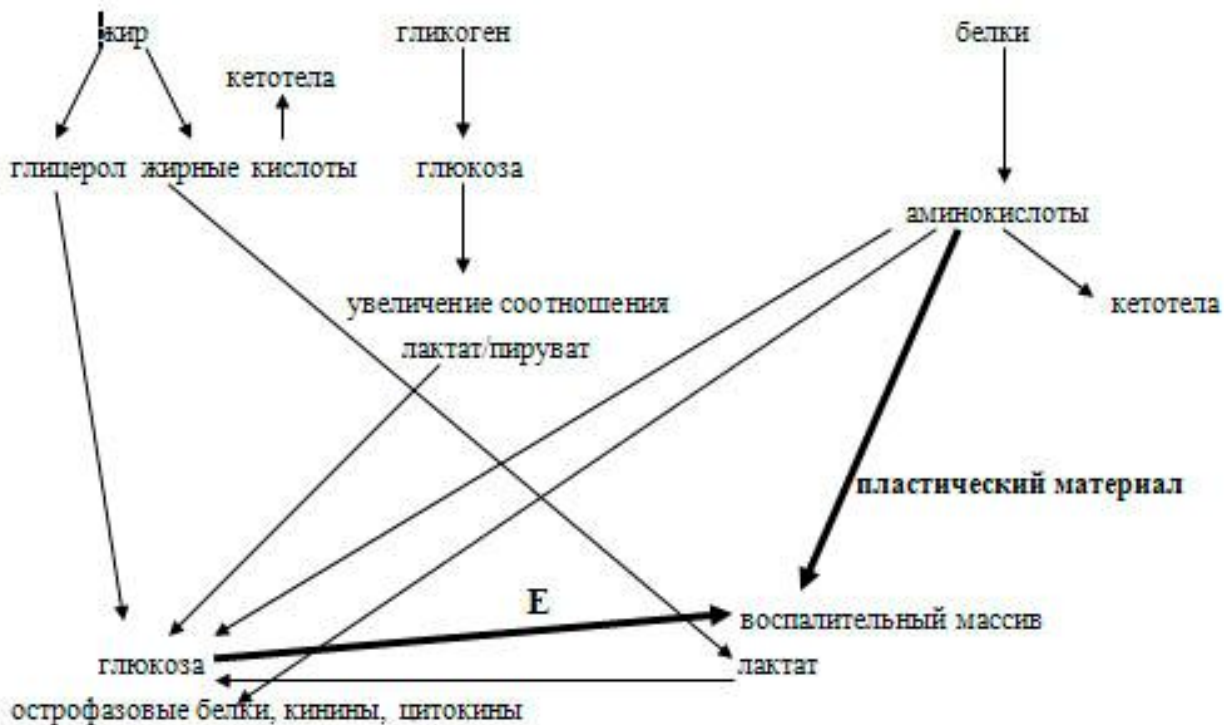 жир
гликоген
белки
кетотела
глицерол жирные кислоты
глюкоза
аминокислоты
увеличение соотношения
лактат/пируват
кетотела
пластический материал
E
воспалительный массив
глюкоза
лактат
острофазовые белки, кинины, цитокины